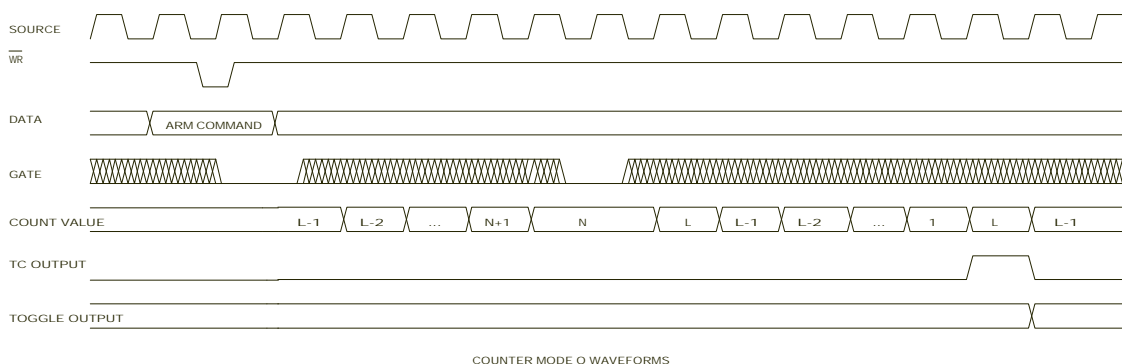 SOURCE
WR
DATA ARM COMMAND
GATE
COUNT VALUE L-1 L-2 ... N+1 N L L-1 L-2 ... 1 L L-1
TC OUTPUT
TOGGLE OUTPUT
COUNTER MODE O WAVEFORMS